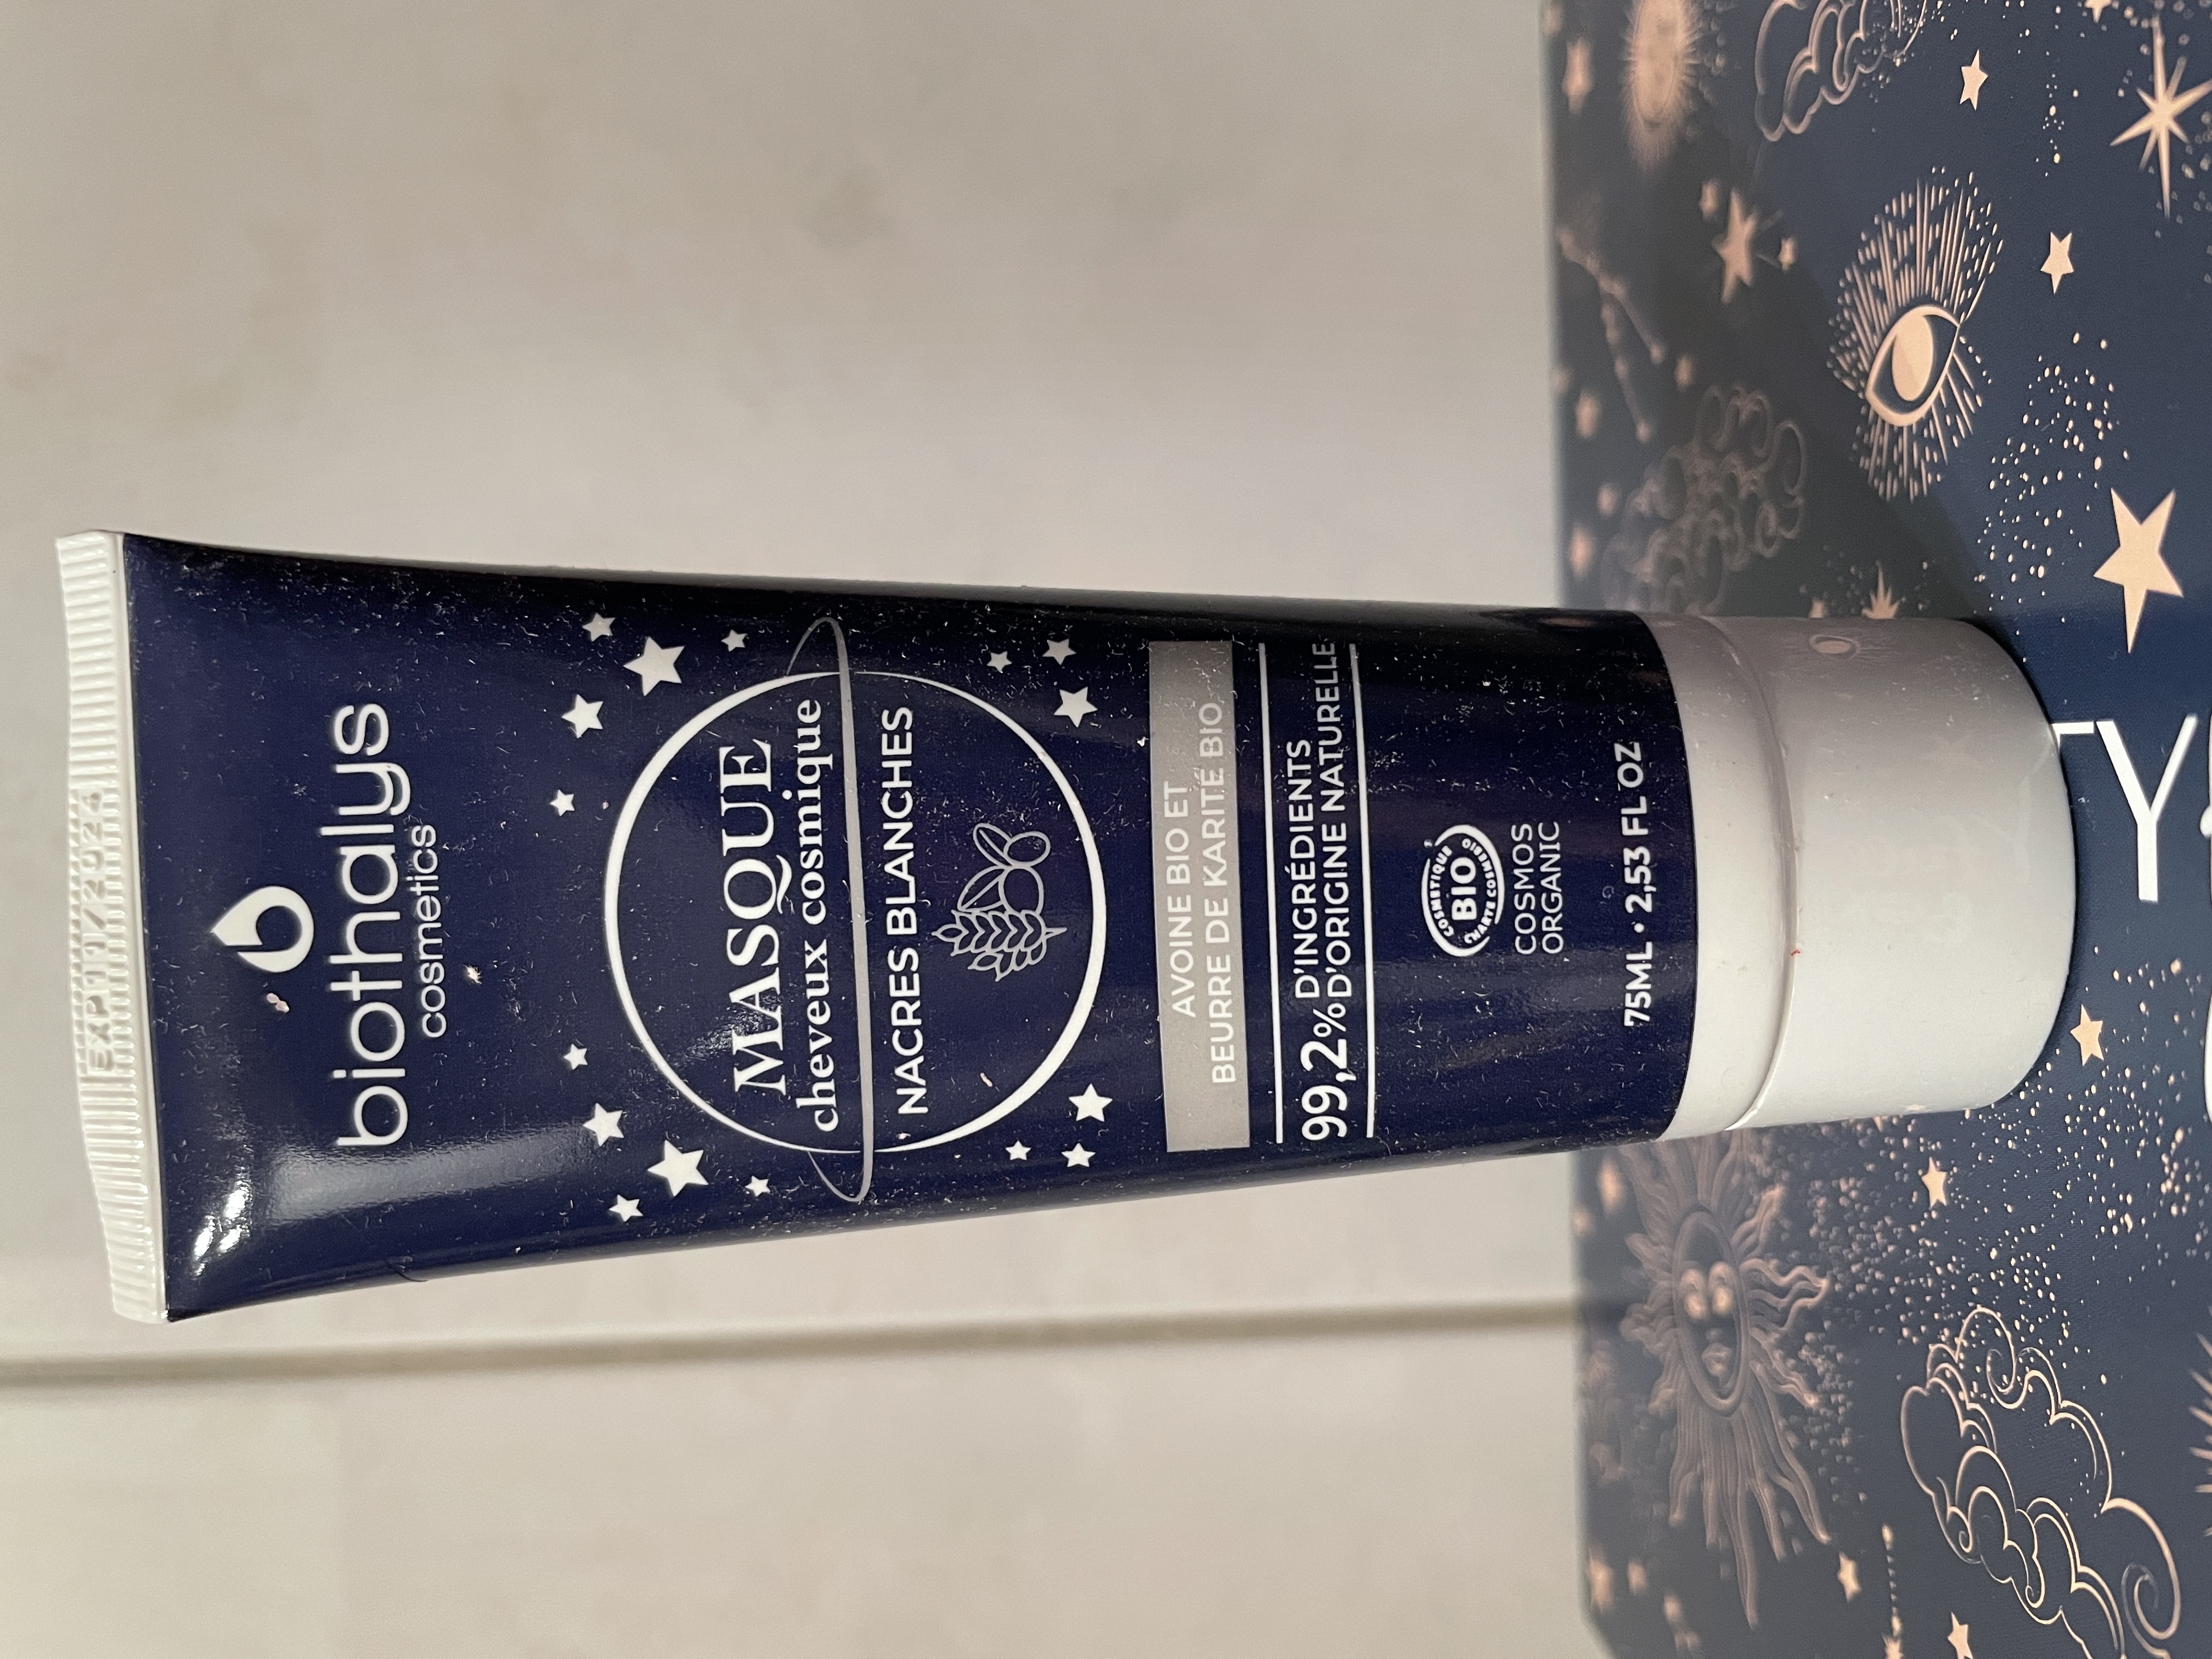 EXP 11/2024
b
biothalys
cosmetics
MASQUE
cheveux cosmique
NACRES BLANCHES
AVOINE BIO ET
BEURRE DE KARITÉ BIO
99,2% D'INGRÉDIENTS
D'ORIGINE NATURELLE
COSMETIQUE
BIO
CHARTE COSMEBIO
COSMOS
ORGANIC
75ML • 2,53 FL OZ